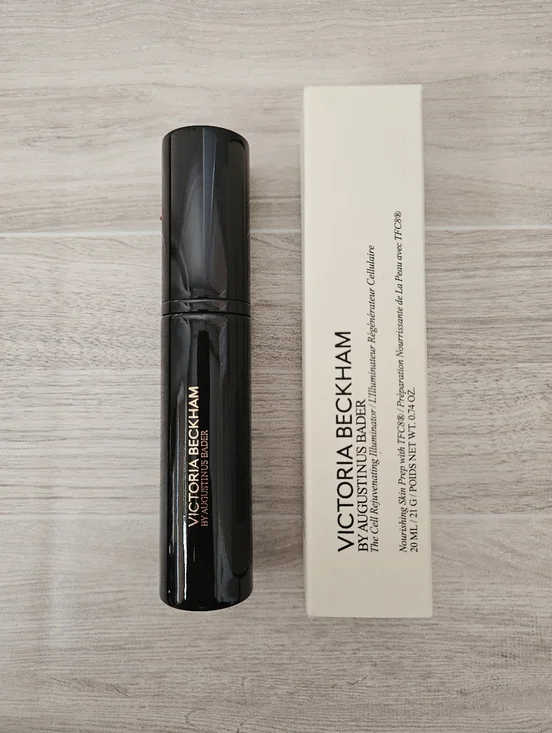 VICTORIA BECKHAM
BY AUGUSTINUS BADER
VICTORIA BECKHAM
BY AUGUSTINUS BADER
The Cell Rejuvenating Illuminator / L'Illuminateur Régénérateur Cellulaire
Nourishing Skin Prep with TFC8® / Préparation Nourrissante de La Peau avec TFC8®
20 ML / 21 G / POIDS NET WT. 0.74 OZ.